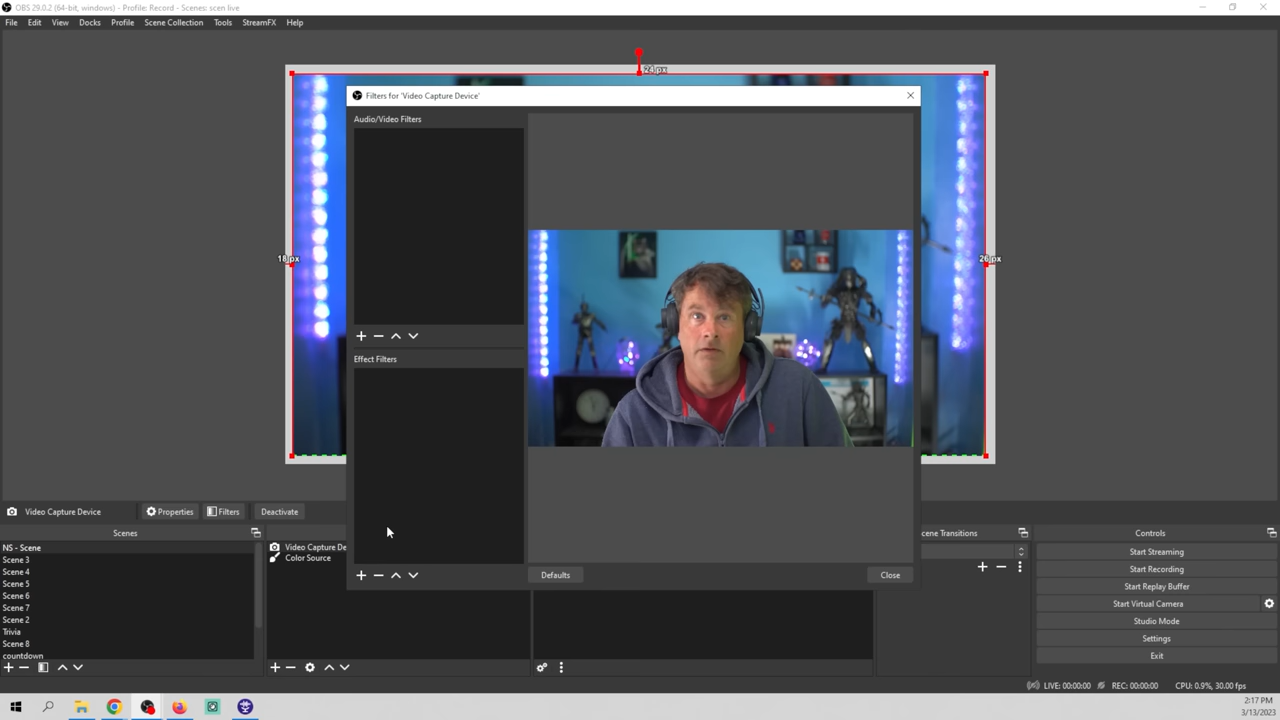 OBS 29.0.2 (64-bit, windows) - Profile: Record - Scenes: scen live
File Edit View Docks Profile Scene Collection Tools StreamFX Help
24 px
Filters for 'Video Capture Device'
Audio/Video Filters
18 px
26 px
Effect Filters
Defaults
Close
Video Capture Device
Properties
Filters
Deactivate
Scenes
cene Transitions
Controls
NS - Scene
Scene 3
Scene 4
Scene 5
Scene 6
Scene 7
Scene 2
Trivia
Scene 8
countdown
Video Capture De
Color Source
Start Streaming
Start Recording
Start Replay Buffer
Start Virtual Camera
Studio Mode
Settings
Exit
LIVE: 00:00:00
REC: 00:00:00
CPU: 0.9%, 30.00 fps
2:17 PM
3/13/2023